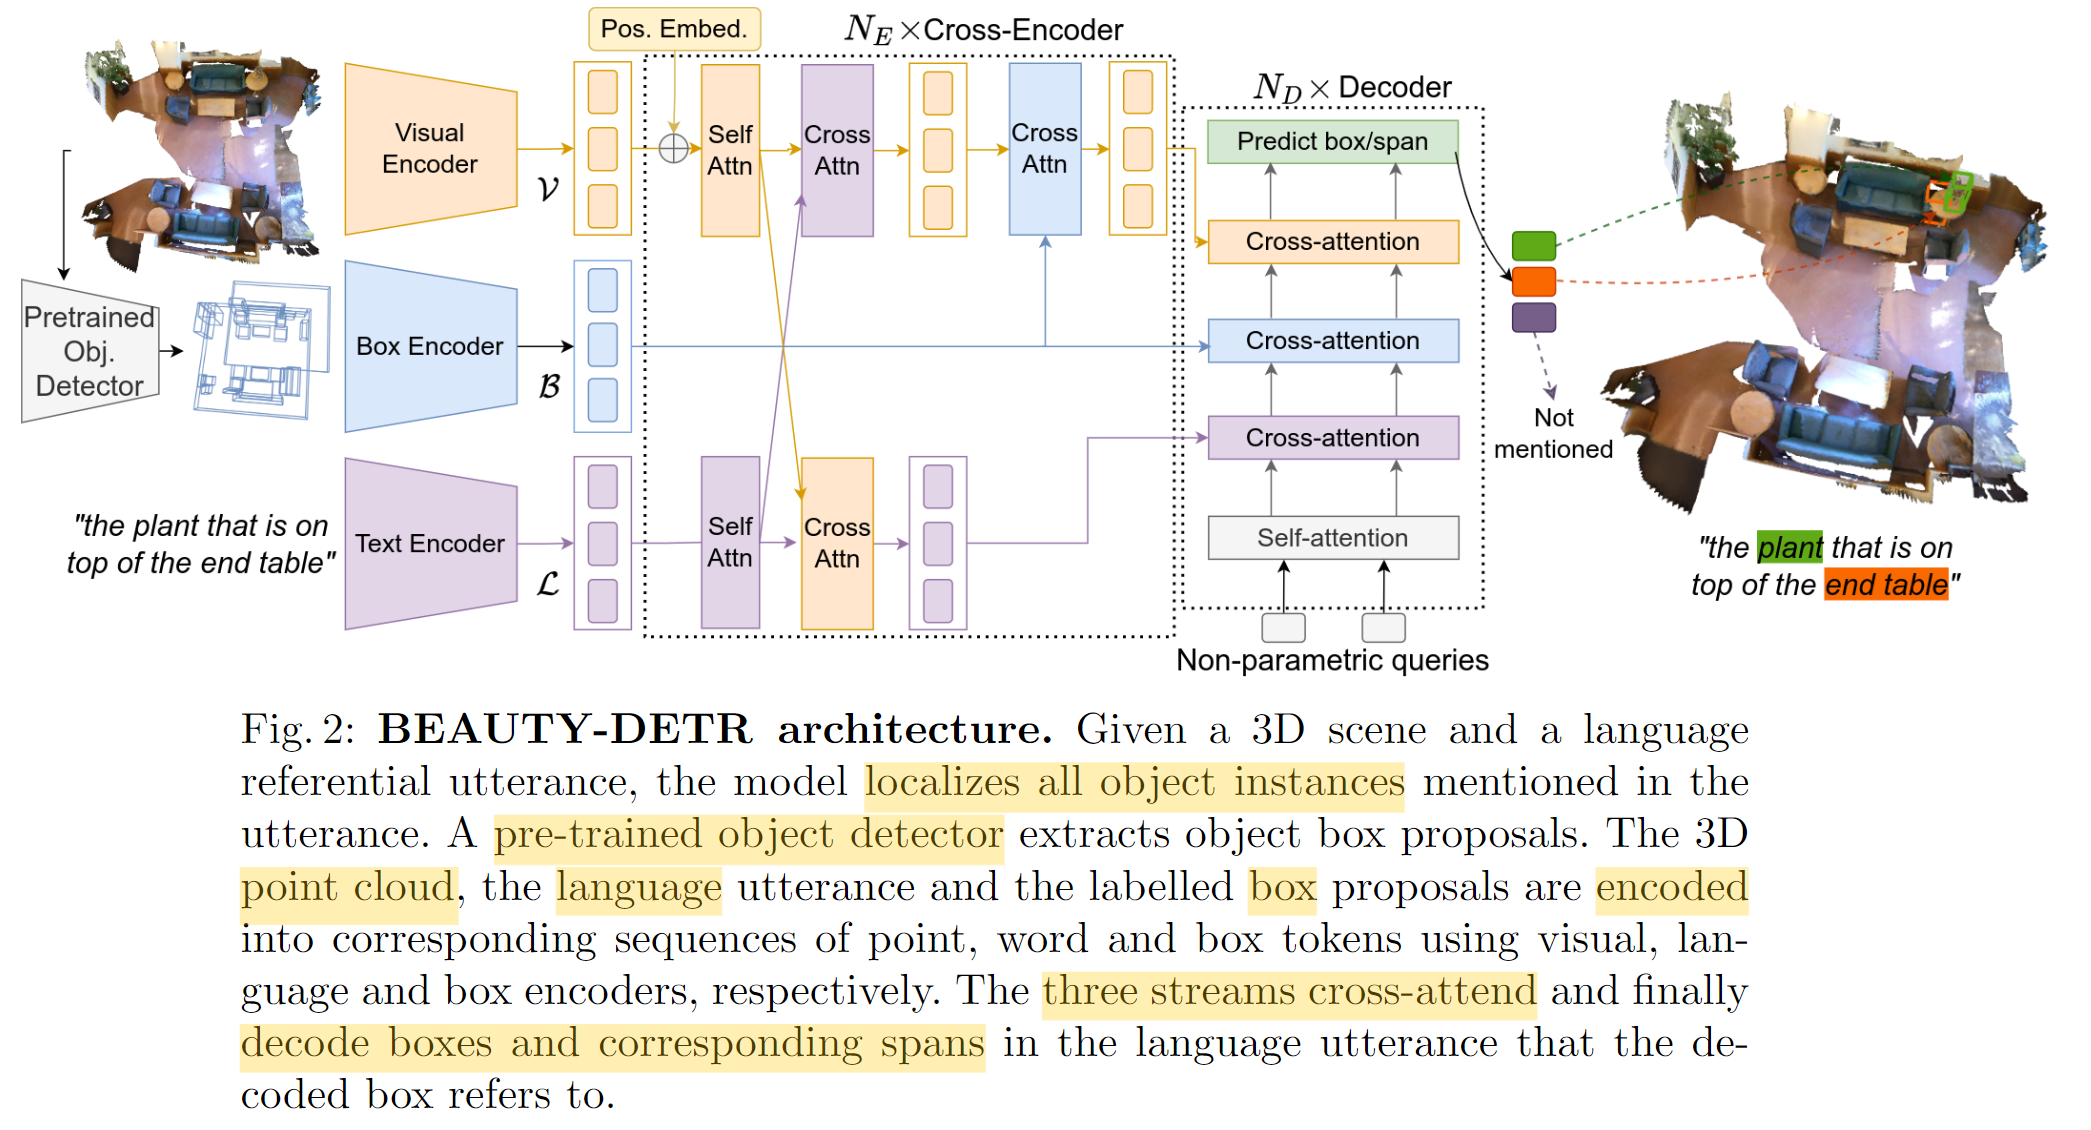 Pos. Embed.
N_E × Cross-Encoder
N_D × Decoder
Visual
Encoder
V
Self
Attn
Cross
Attn
Cross
Attn
Predict box/span
Cross-attention
Pretrained
Obj.
Detector
Box Encoder
B
Cross-attention
Cross-attention
Not
mentioned
"the plant that is on
top of the end table"
Text Encoder
L
Self
Attn
Cross
Attn
Self-attention
Non-parametric queries
"the plant that is on
top of the end table"
Fig. 2: BEAUTY-DETR architecture. Given a 3D scene and a language
referential utterance, the model localizes all object instances mentioned in the
utterance. A pre-trained object detector extracts object box proposals. The 3D
point cloud, the language utterance and the labelled box proposals are encoded
into corresponding sequences of point, word and box tokens using visual, lan-
guage and box encoders, respectively. The three streams cross-attend and finally
decode boxes and corresponding spans in the language utterance that the de-
coded box refers to.